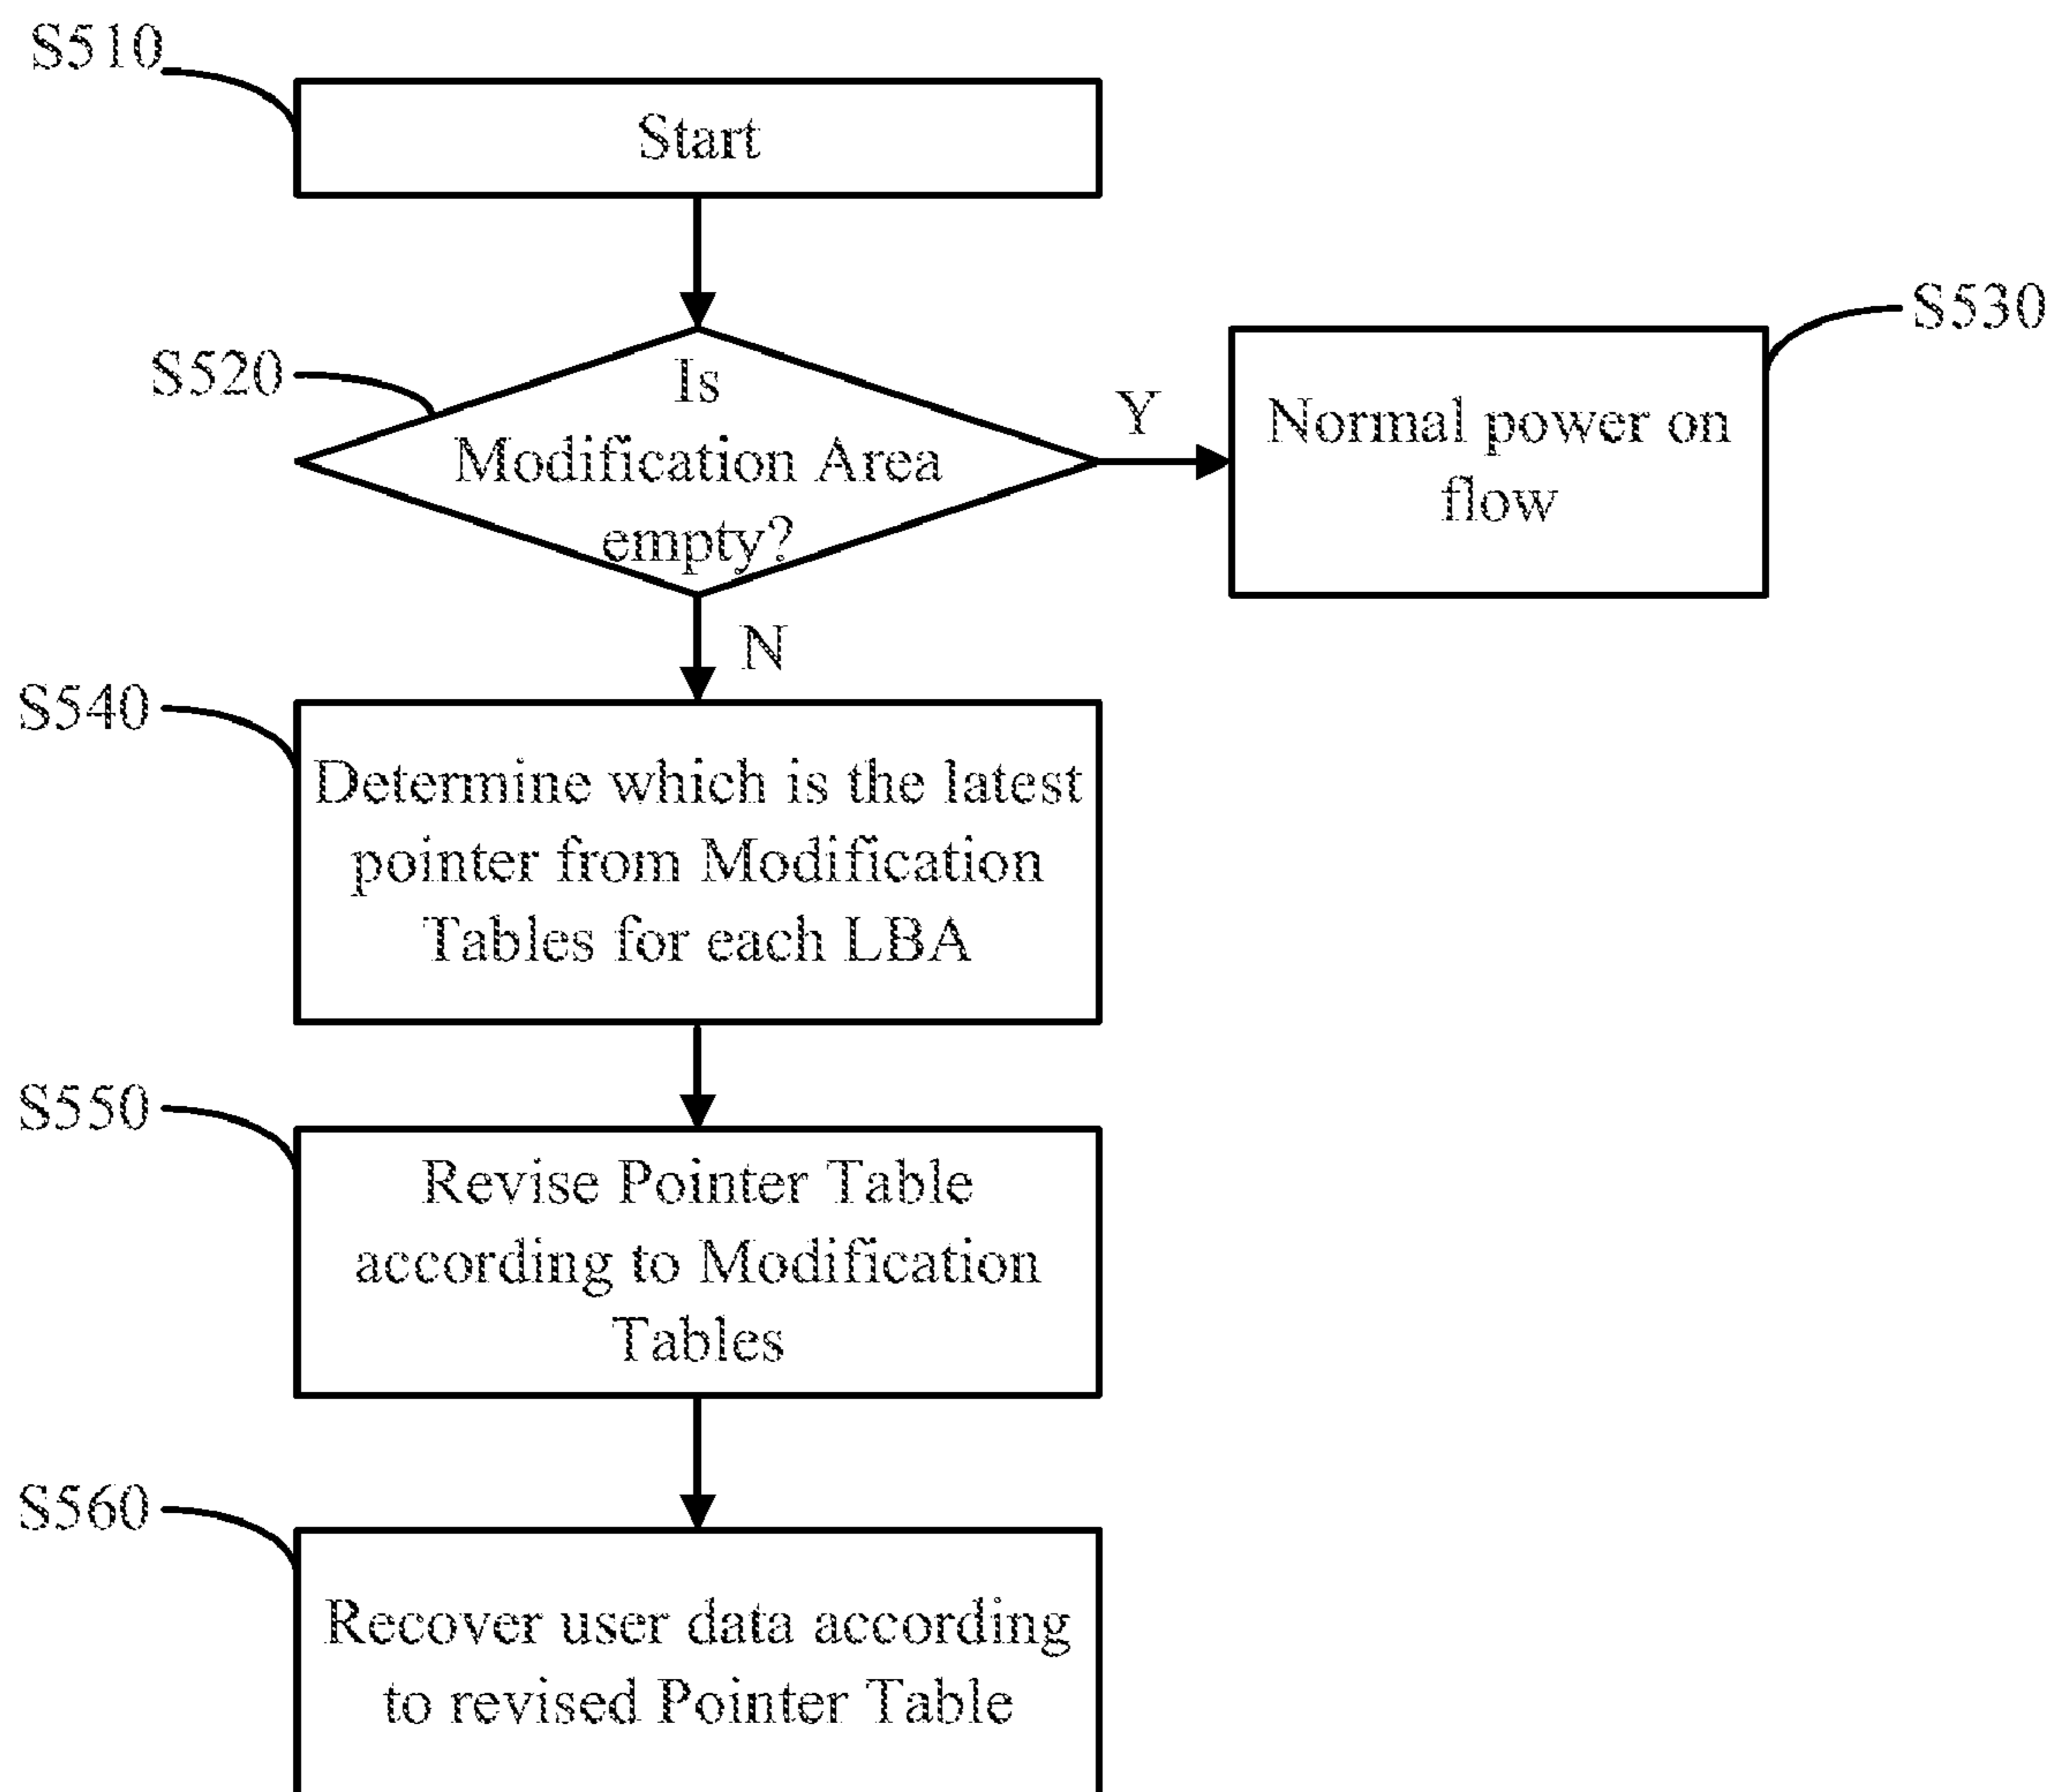 S510
Start
S520
Is
Modification Area
empty?
Y
S530
Normal power on
flow
N
S540
Determine which is the latest
pointer from Modification
Tables for each LBA
S550
Revise Pointer Table
according to Modification
Tables
S560
Recover user data according
to revised Pointer Table